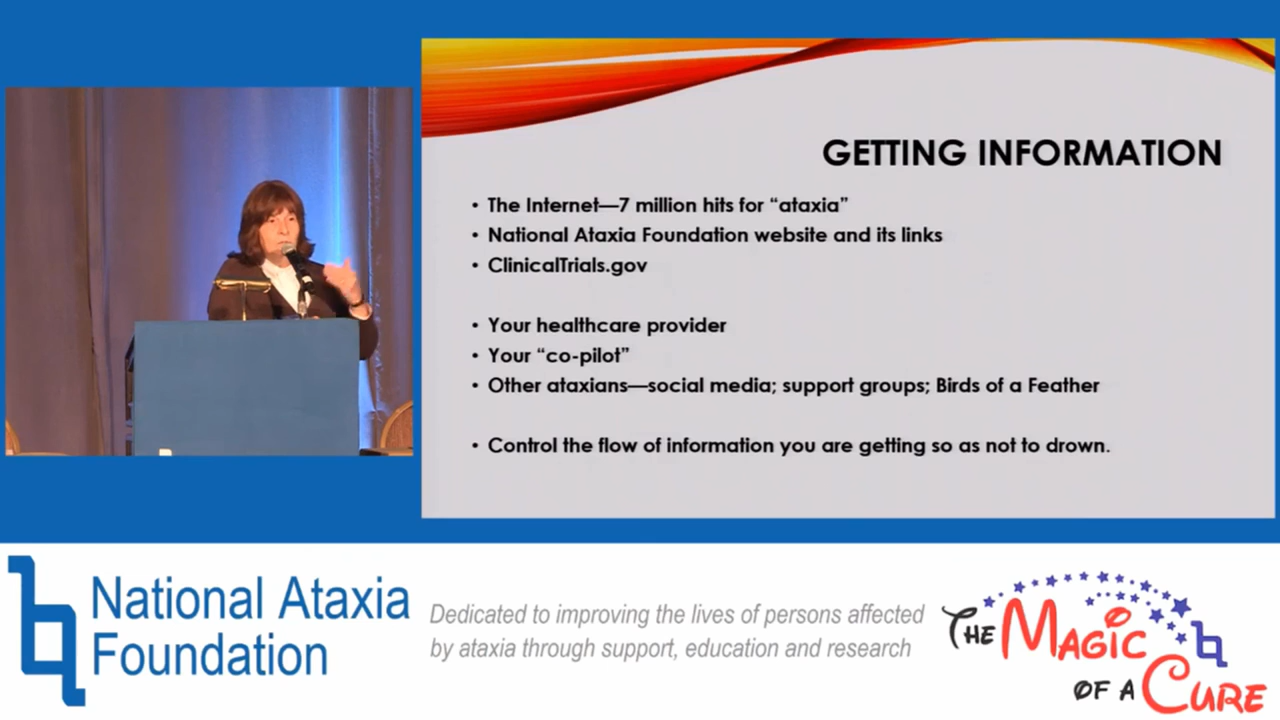 GETTING INFORMATION
• The Internet—7 million hits for “ataxia”
• National Ataxia Foundation website and its links
• ClinicalTrials.gov
• Your healthcare provider
• Your “co-pilot”
• Other ataxians—social media; support groups; Birds of a Feather
• Control the flow of information you are getting so as not to drown.
National Ataxia
Foundation
Dedicated to improving the lives of persons affected
by ataxia through support, education and research
THE MAGIC
OF A CURE